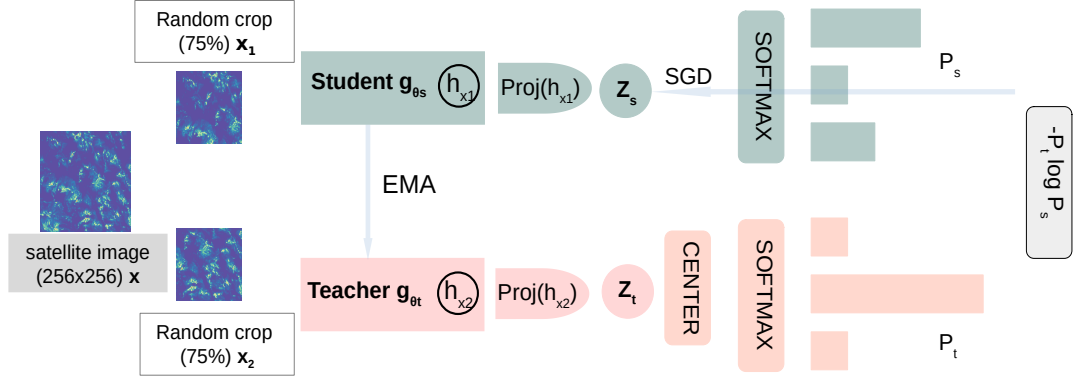 Random crop
(75%) x₁
Student gθs
hx1
Proj(hx1)
Zs
SGD
SOFTMAX
Ps
-Pt log Ps
EMA
satellite image
(256x256) x
Teacher gθt
hx2
Proj(hx2)
Zt
CENTER
SOFTMAX
Pt
Random crop
(75%) x₂